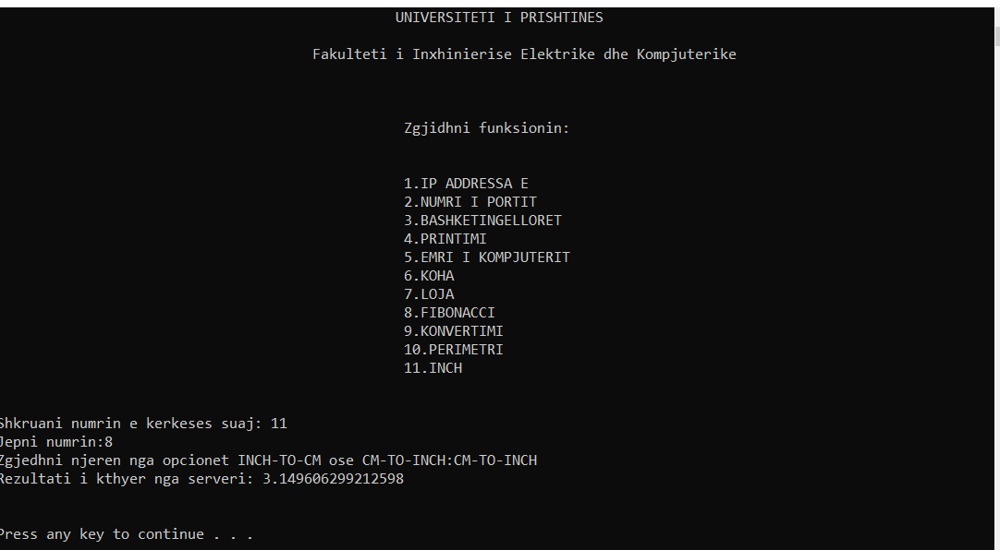 UNIVERSITETI I PRISHTINES
Fakulteti i Inxhinierise Elektrike dhe Kompjuterike
Zgjidhni funksionin:
1.IP ADDRESSA E
2.NUMRI I PORTIT
3.BASHKETINGELLORET
4.PRINTIMI
5.EMRI I KOMPJUTERIT
6.KOHA
7.LOJA
8.FIBONACCI
9.KONVERTIMI
10.PERIMETRI
11.INCH
Shkruani numrin e kerkeses suaj: 11
Jepni numrin:8
Zgjedhni njeren nga opcionet INCH-TO-CM ose CM-TO-INCH:CM-TO-INCH
Rezultati i kthyer nga serveri: 3.149606299212598
Press any key to continue . . .